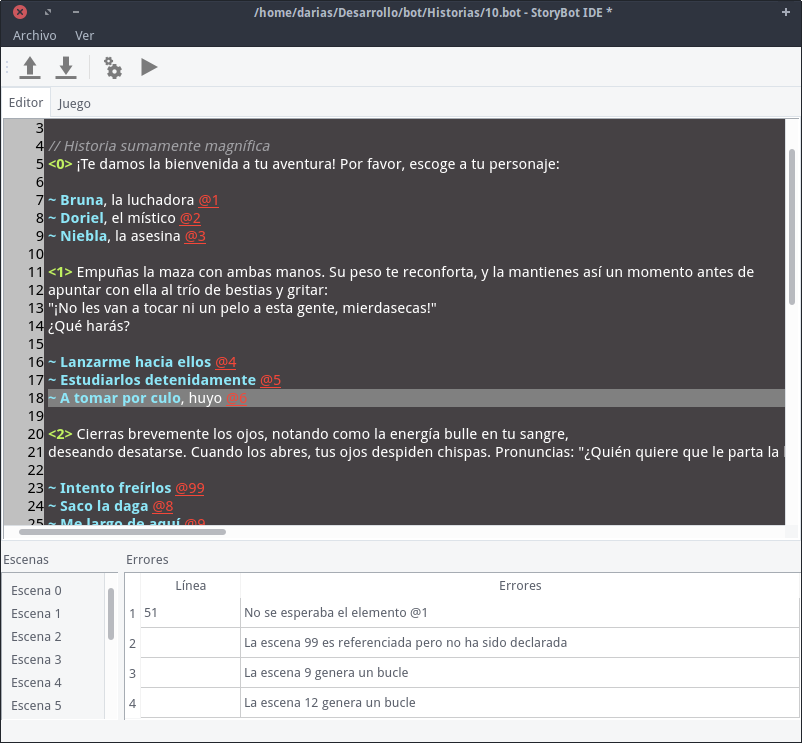 /home/darias/Desarrollo/bot/Historias/10.bot - StoryBot IDE *
Archivo Ver
Editor Juego
3
4 // Historia sumamente magnífica
5 <0> ¡Te damos la bienvenida a tu aventura! Por favor, escoge a tu personaje:
6
7 ~ Bruna, la luchadora @1
8 ~ Doriel, el místico @2
9 ~ Niebla, la asesina @3
10
11 <1> Empuñas la maza con ambas manos. Su peso te reconforta, y la mantienes así un momento antes de
12 apuntar con ella al trío de bestias y gritar:
13 "¡No les van a tocar ni un pelo a esta gente, mierdasecas!"
14 ¿Qué harás?
15
16 ~ Lanzarme hacia ellos @4
17 ~ Estudiarlos detenidamente @5
18 ~ A tomar por culo, huyo @6
19
20 <2> Cierras brevemente los ojos, notando como la energía bulle en tu sangre,
21 deseando desatarse. Cuando los abres, tus ojos despiden chispas. Pronuncias: "¿Quién quiere que le parta la
22
23 ~ Intento freírlos @99
24 ~ Saco la daga @8
25 ~ Me largo de aquí @9
Escenas
Escena 0
Escena 1
Escena 2
Escena 3
Escena 4
Escena 5
Errores
Línea Errores
1 51 No se esperaba el elemento @1
2 La escena 99 es referenciada pero no ha sido declarada
3 La escena 9 genera un bucle
4 La escena 12 genera un bucle